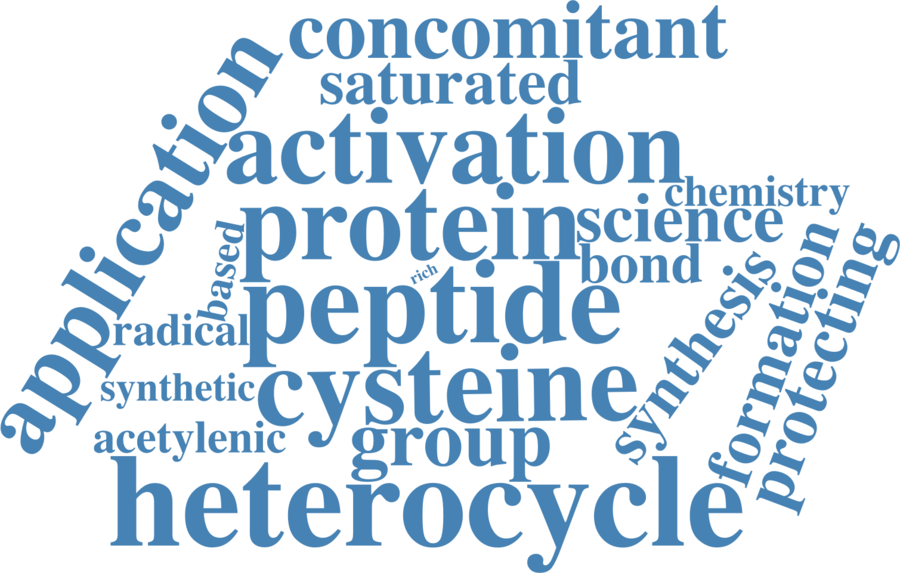 concomitant
saturated
application
activation
chemistry
protein
science
based
bond
rich
peptide
radical
synthesis
formation
protecting
synthetic
cysteine
acetylenic
group
heterocycle